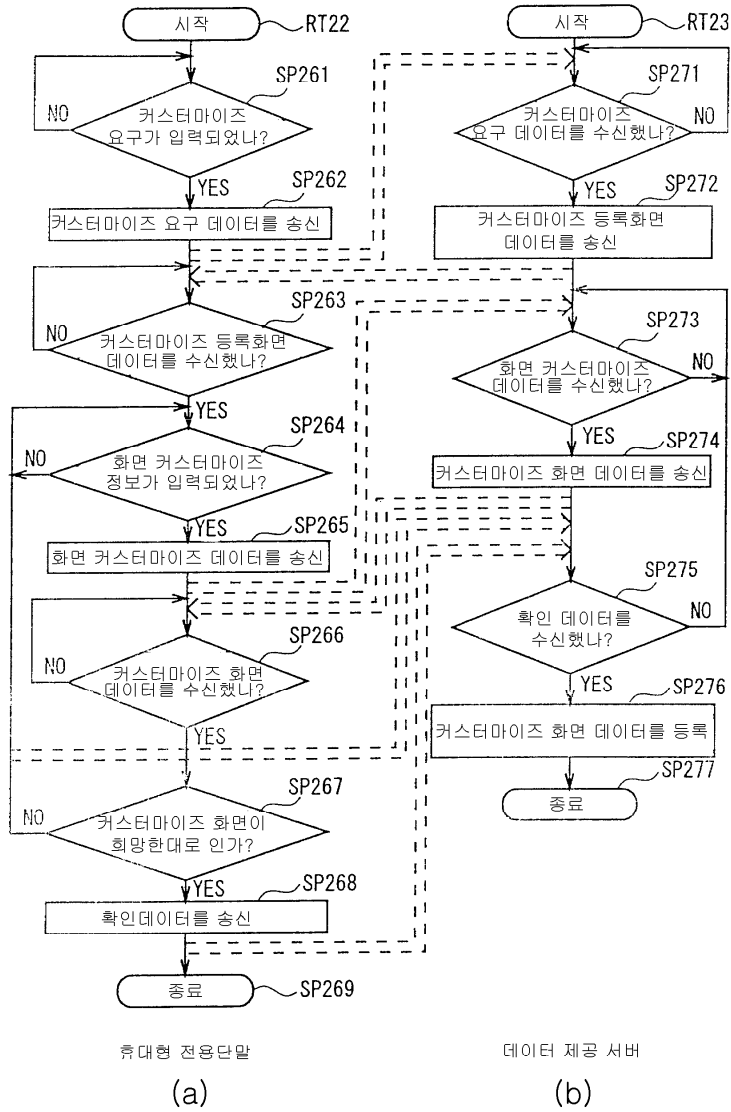 시작
RT22
SP261
커스터마이즈
요구가 입력되었나?
NO
YES
SP262
커스터마이즈 요구 데이터를 송신
SP263
커스터마이즈 등록화면
데이터를 수신했나?
NO
YES
SP264
화면 커스터마이즈
정보가 입력되었나?
NO
YES
SP265
화면 커스터마이즈 데이터를 송신
SP266
커스터마이즈 화면
데이터를 수신했나?
NO
YES
SP267
커스터마이즈 화면이
희망한대로 인가?
NO
YES
SP268
확인데이터를 송신
종료
SP269
휴대형 전용단말
(a)
시작
RT23
SP271
커스터마이즈
요구 데이터를 수신했나?
NO
YES
SP272
커스터마이즈 등록화면
데이터를 송신
SP273
화면 커스터마이즈
데이터를 수신했나?
NO
YES
SP274
커스터마이즈 화면 데이터를 송신
SP275
확인 데이터를
수신했나?
NO
YES
SP276
커스터마이즈 화면 데이터를 등록
SP277
종료
데이터 제공 서버
(b)